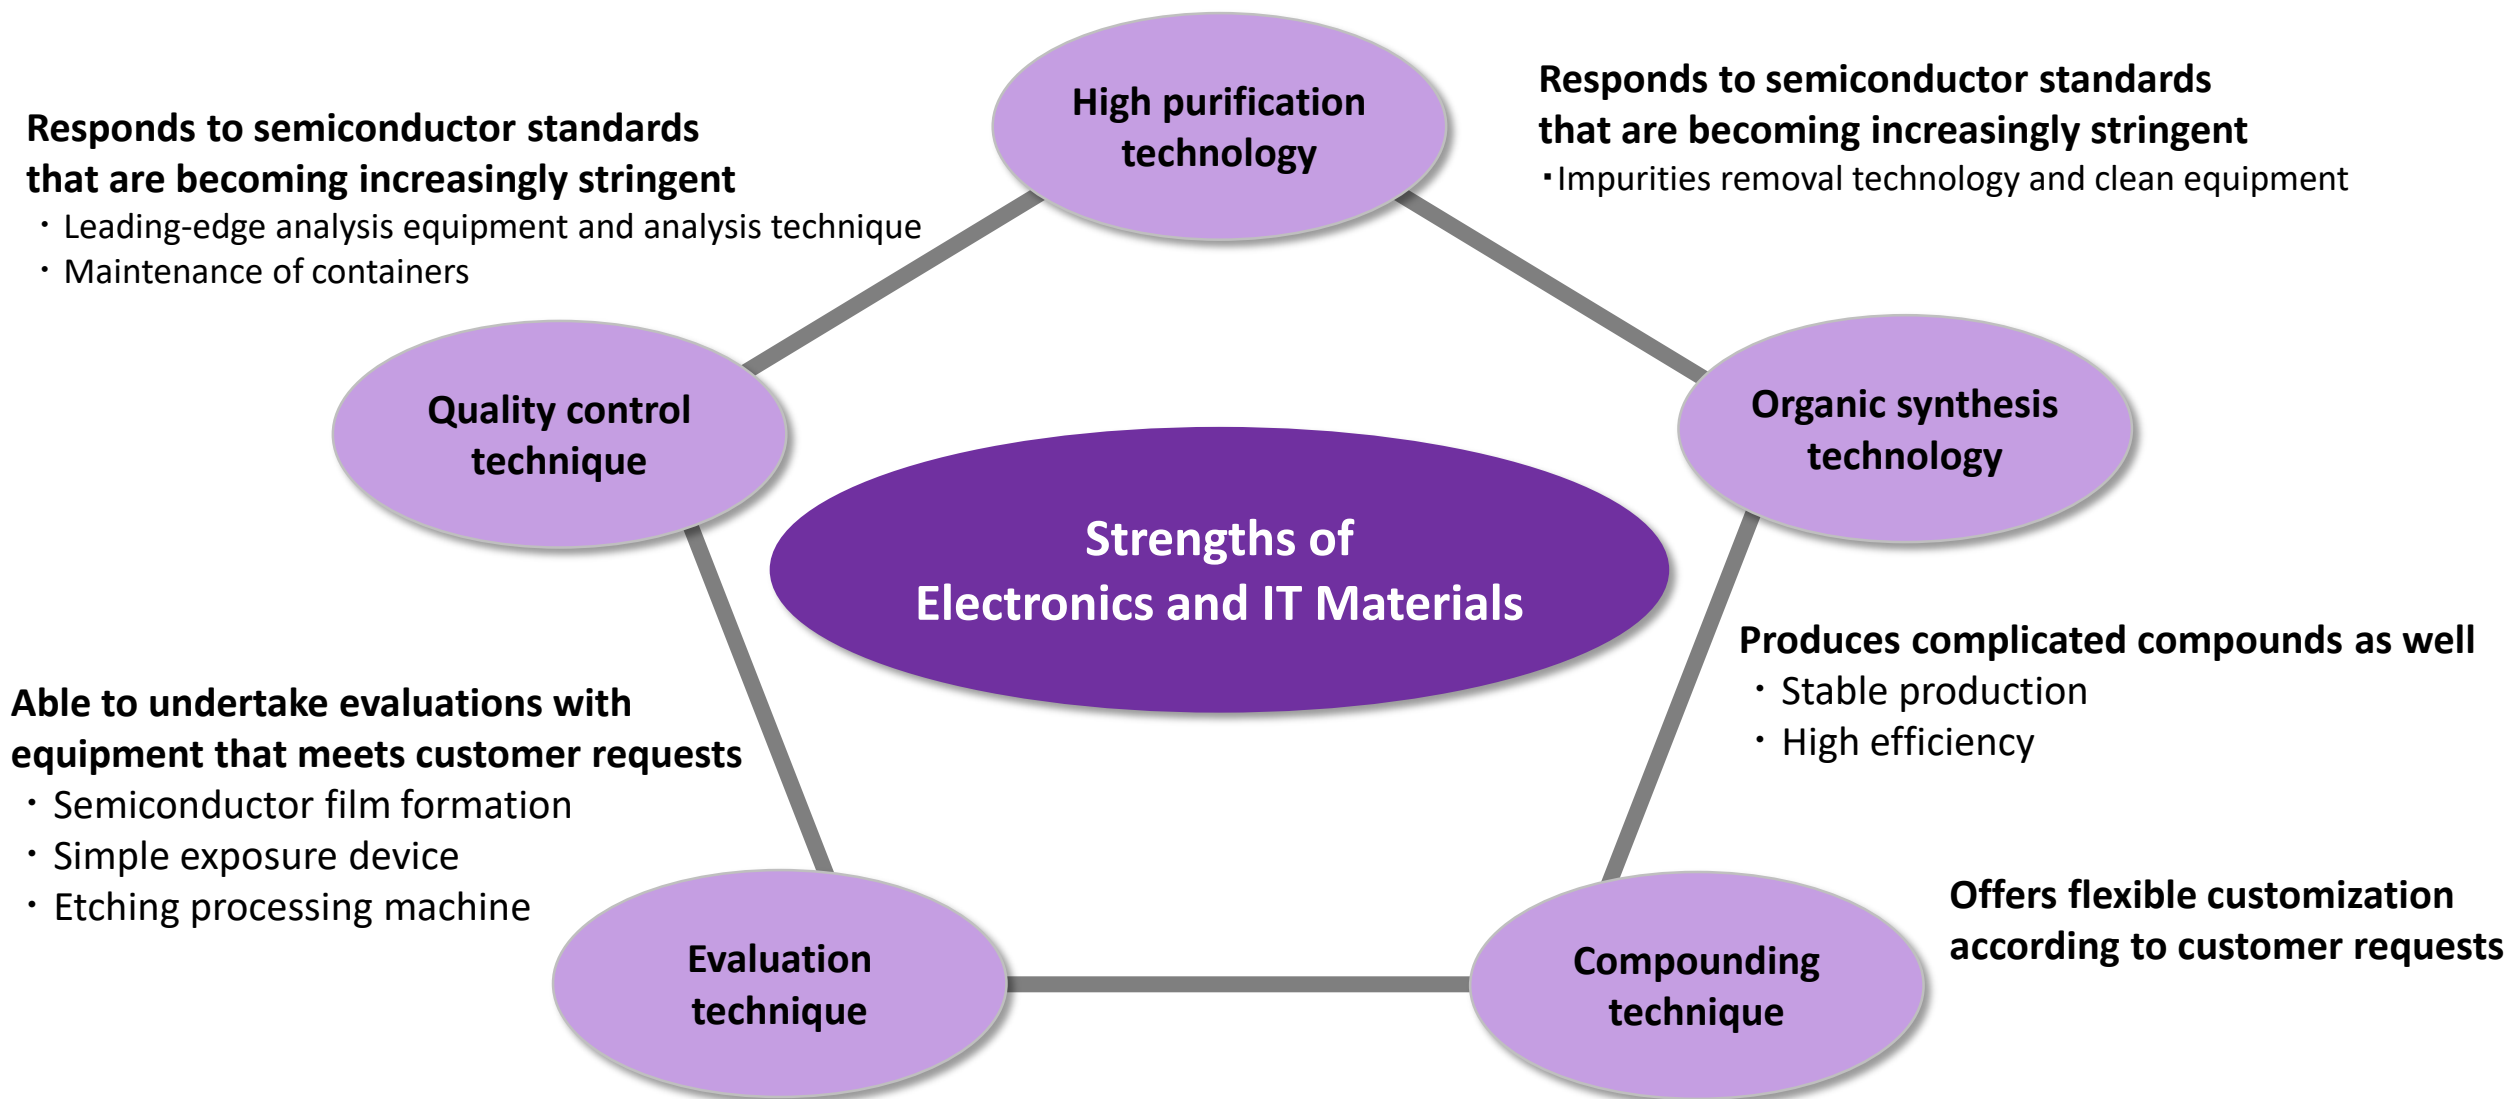 High purification
technology
Responds to semiconductor standards
that are becoming increasingly stringent
▪Impurities removal technology and clean equipment
Responds to semiconductor standards
that are becoming increasingly stringent
・Leading-edge analysis equipment and analysis technique
・Maintenance of containers
Quality control
technique
Organic synthesis
technology
Strengths of
Electronics and IT Materials
Produces complicated compounds as well
・Stable production
・High efficiency
Able to undertake evaluations with
equipment that meets customer requests
・Semiconductor film formation
・Simple exposure device
・Etching processing machine
Evaluation
technique
Compounding
technique
Offers flexible customization
according to customer requests